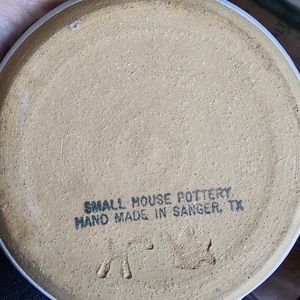 SMALL HOUSE POTTERY
HAND MADE IN SANGER, TX